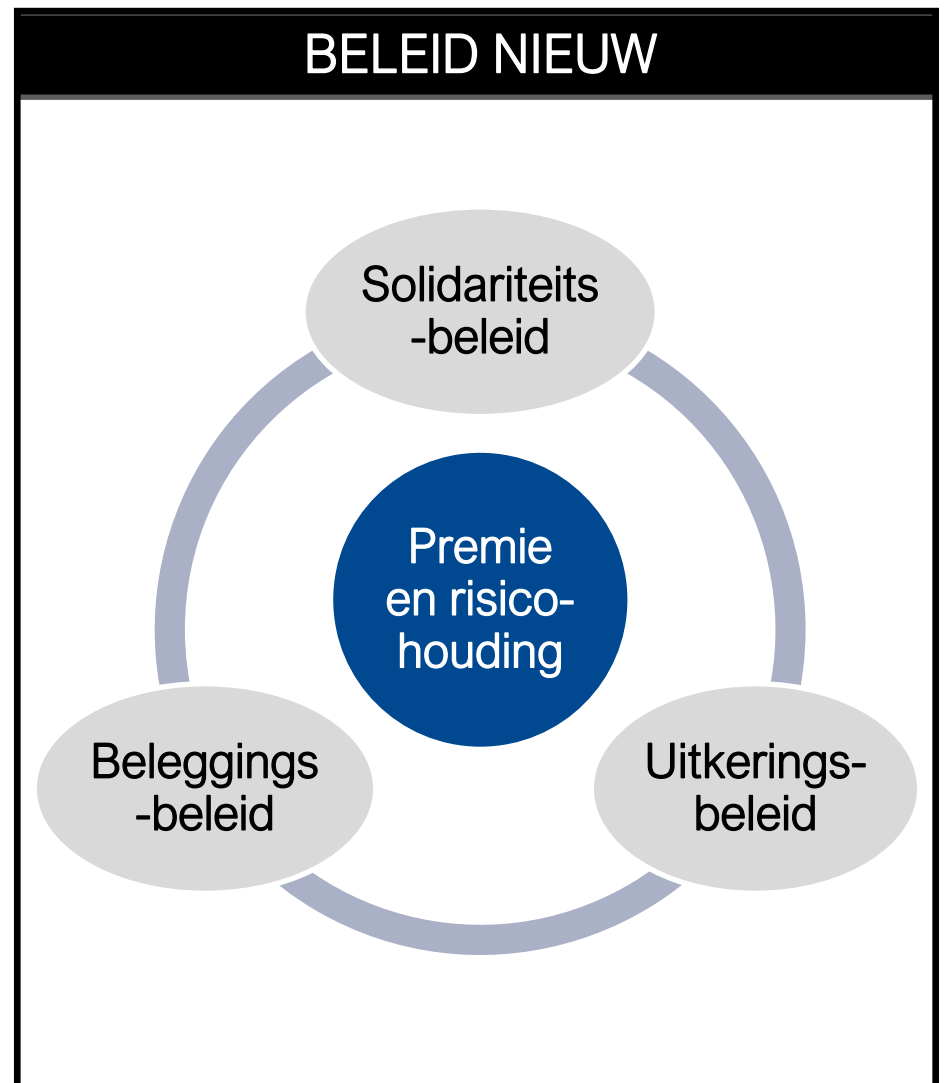 BELEID NIEUW
Solidariteits
-beleid
Premie
en risico-
houding
Beleggings
-beleid
Uitkerings-
beleid